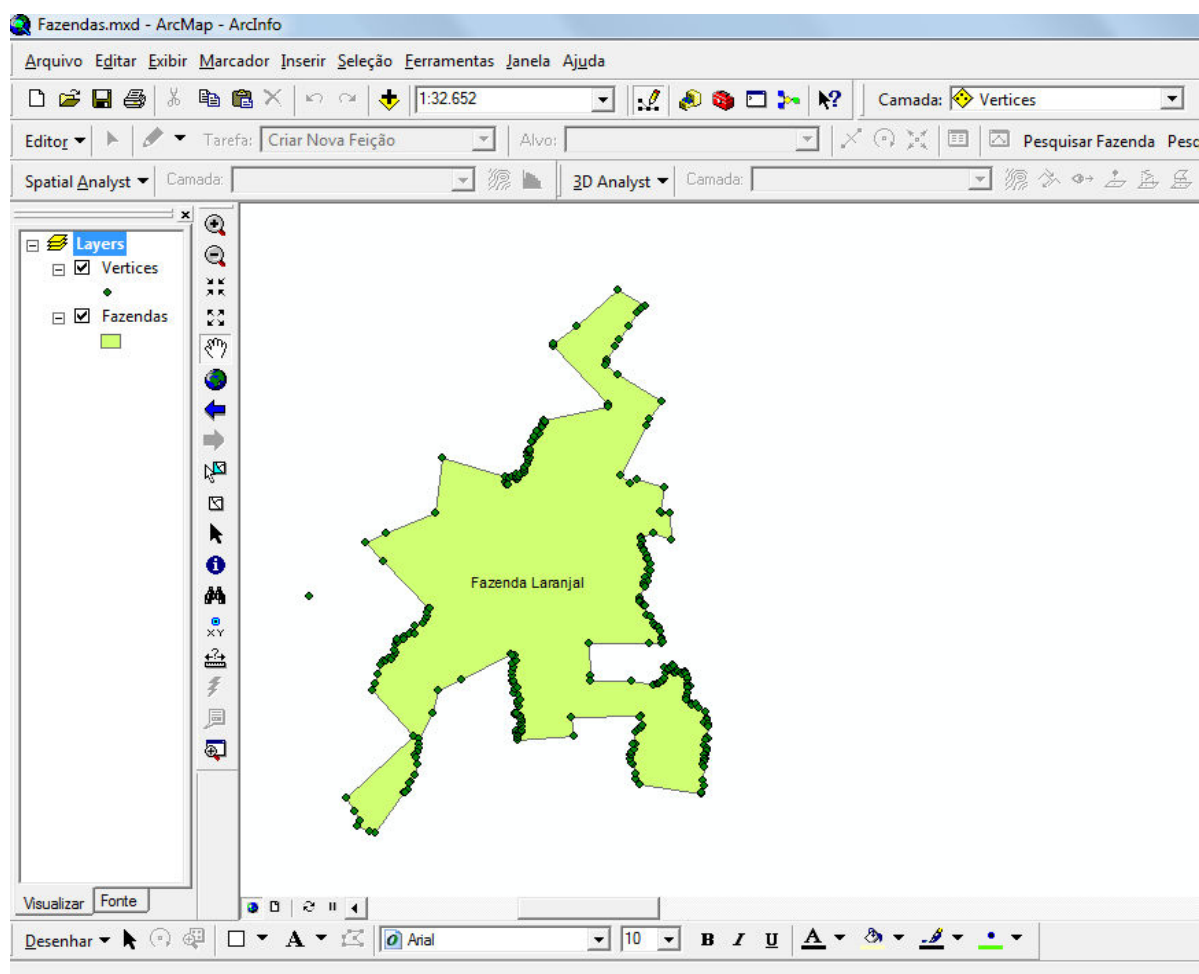 Fazendas.mxd - ArcMap - ArcInfo
Arquivo Editar Exibir Marcador Inserir Seleção Ferramentas Janela Ajuda
1:32.652 Camada: Vertices
Editor Tarefa: Criar Nova Feição Alvo: Pesquisar Fazenda Pesc
Spatial Analyst Camada: 3D Analyst Camada:
Layers
Vertices
Fazendas
XY
Fazenda Laranjal
Visualizar Fonte
Desenhar A Arial 10 B I U A